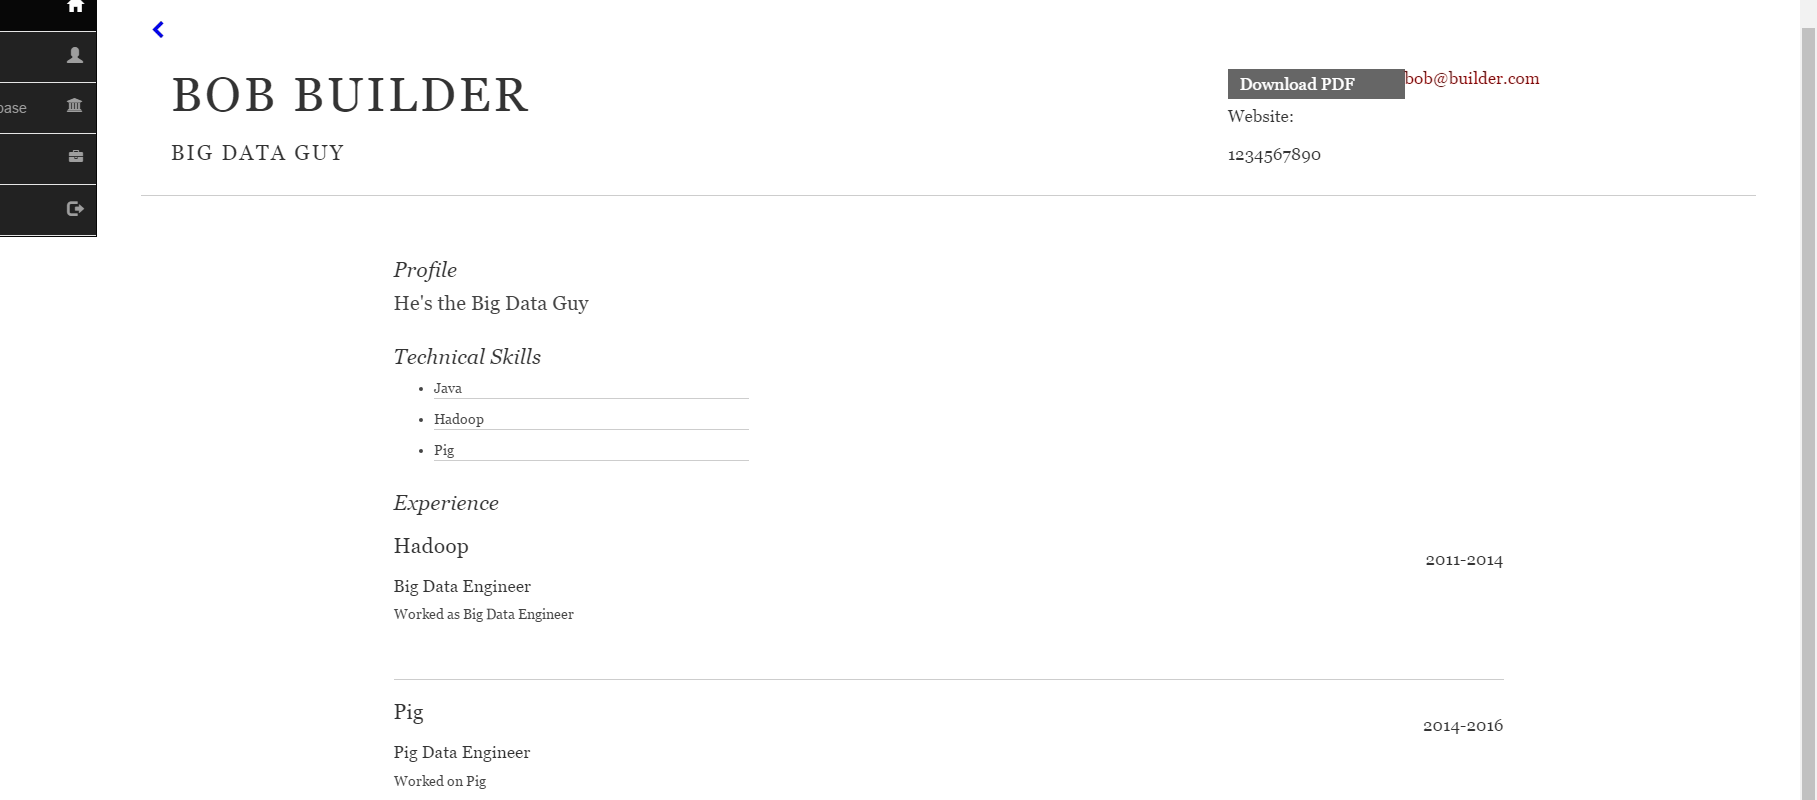 base
BOB BUILDER
BIG DATA GUY
Download PDF
bob@builder.com
Website:
1234567890
Profile
He's the Big Data Guy
Technical Skills
• Java
• Hadoop
• Pig
Experience
Hadoop
2011-2014
Big Data Engineer
Worked as Big Data Engineer
Pig
2014-2016
Pig Data Engineer
Worked on Pig